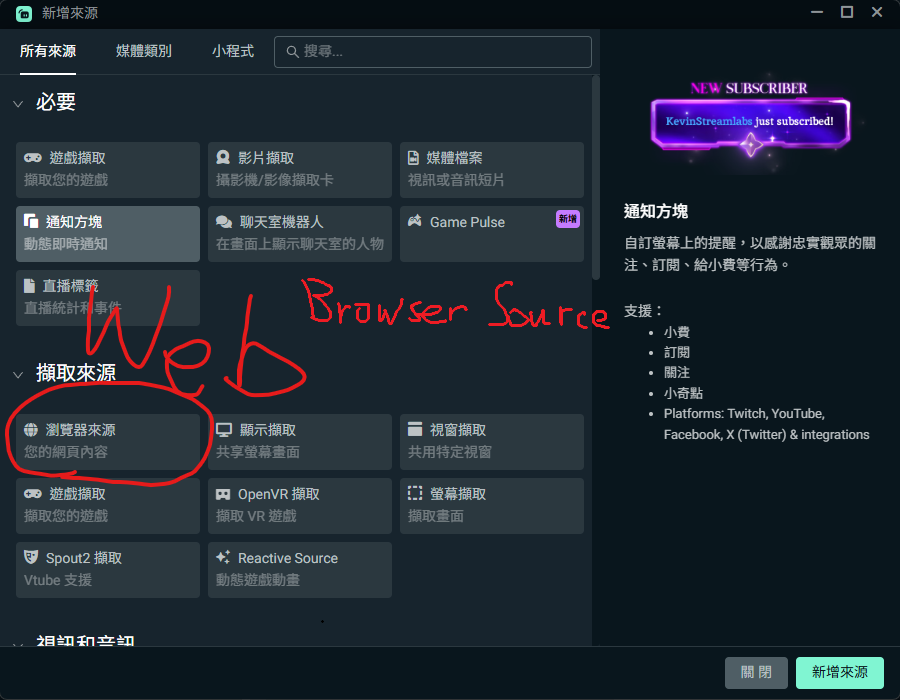 新增來源
所有來源 媒體類別 小程式 搜尋...
必要
遊戲擷取
擷取您的遊戲
影片擷取
攝影機/影像擷取卡
媒體檔案
視訊或音訊短片
通知方塊
動態即時通知
聊天室機器人
在畫面上顯示聊天室的人物
Game Pulse 新增
直播標籤
直播統計和事件
Web
Browser Source
擷取來源
瀏覽器來源
您的網頁內容
顯示擷取
共享螢幕畫面
視窗擷取
共用特定視窗
遊戲擷取
擷取您的遊戲
OpenVR 擷取
擷取 VR 遊戲
螢幕擷取
擷取畫面
Spout2 擷取
Vtube 支援
Reactive Source
動態遊戲動畫
視訊和音訊
NEW SUBSCRIBER
KevinStreamlabs just subscribed!
通知方塊
自訂螢幕上的提醒，以感謝忠實觀眾的關
注、訂閱、給小費等行為。
支援：
小費
訂閱
關注
小奇點
Platforms: Twitch, YouTube,
Facebook, X (Twitter) & integrations
關閉 新增來源